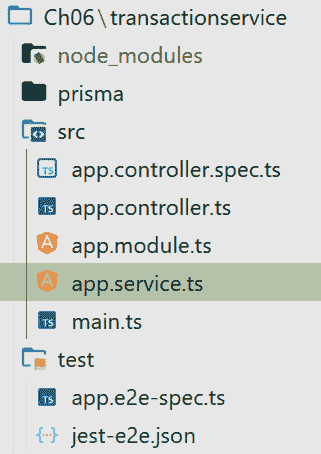 Ch06\transactionservice
node_modules
prisma
src
app.controller.spec.ts
app.controller.ts
app.module.ts
app.service.ts
main.ts
test
app.e2e-spec.ts
jest-e2e.json